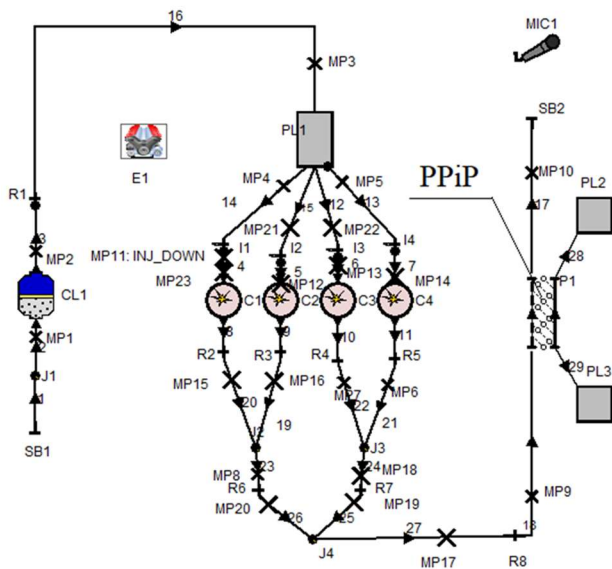 16
MIC1
MP3
SB2
PL1
E1
MP4
MP5
MP10
PL2
PPiP
R1
14
15
12
13
17
MP21
MP22
3
I1
I2
I3
I4
28
MP2
MP11: INJ_DOWN
4
5
6
7
MP23
MP12
MP13
MP14
P1
CL1
C1
C2
C3
C4
MP1
2
8
9
10
11
29
R2
R3
R4
R5
J1
MP15
MP16
MP7
MP6
PL3
1
20
19
22
21
SB1
J2
J3
MP8
23
24
MP18
R6
R7
MP9
MP20
MP19
26
25
27
18
J4
MP17
R8